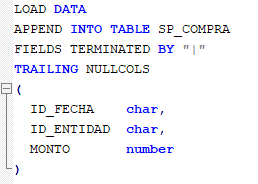 LOAD DATA
APPEND INTO TABLE SP_COMPRA
FIELDS TERMINATED BY "|"
TRAILING NULLCOLS
(
ID_FECHA char,
ID_ENTIDAD char,
MONTO number
)